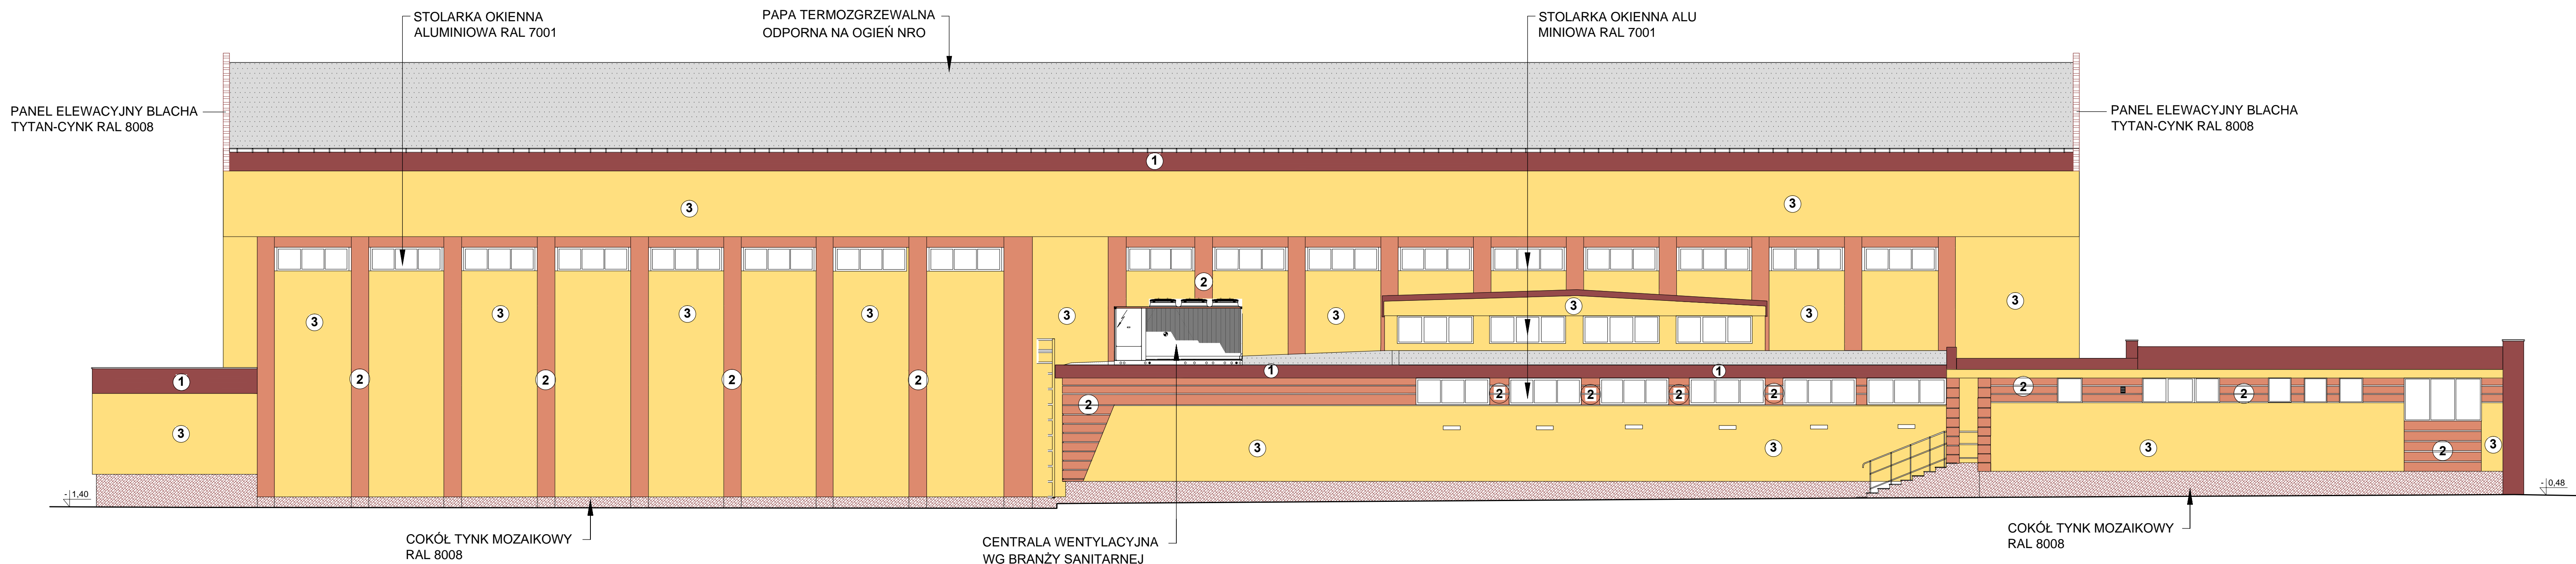 STOLARKA OKIENNA
ALUMINIOWA RAL 7001
PAPA TERMOZGRZEWALNA
ODPORNA NA OGIEŃ NRO
STOLARKA OKIENNA ALU
MINIOWA RAL 7001
PANEL ELEWACYJNY BLACHA
TYTAN-CYNK RAL 8008
PANEL ELEWACYJNY BLACHA
TYTAN-CYNK RAL 8008
1
3
3
2
3
3
3
3
3
3
3
3
3
3
1
1
1
2
2
2
2
2
2
2
2
2
2
2
3
3
3
3
2
3
- 1,40
- 0,48
COKÓŁ TYNK MOZAIKOWY
RAL 8008
CENTRALA WENTYLACYJNA
WG BRANŻY SANITARNEJ
COKÓŁ TYNK MOZAIKOWY
RAL 8008